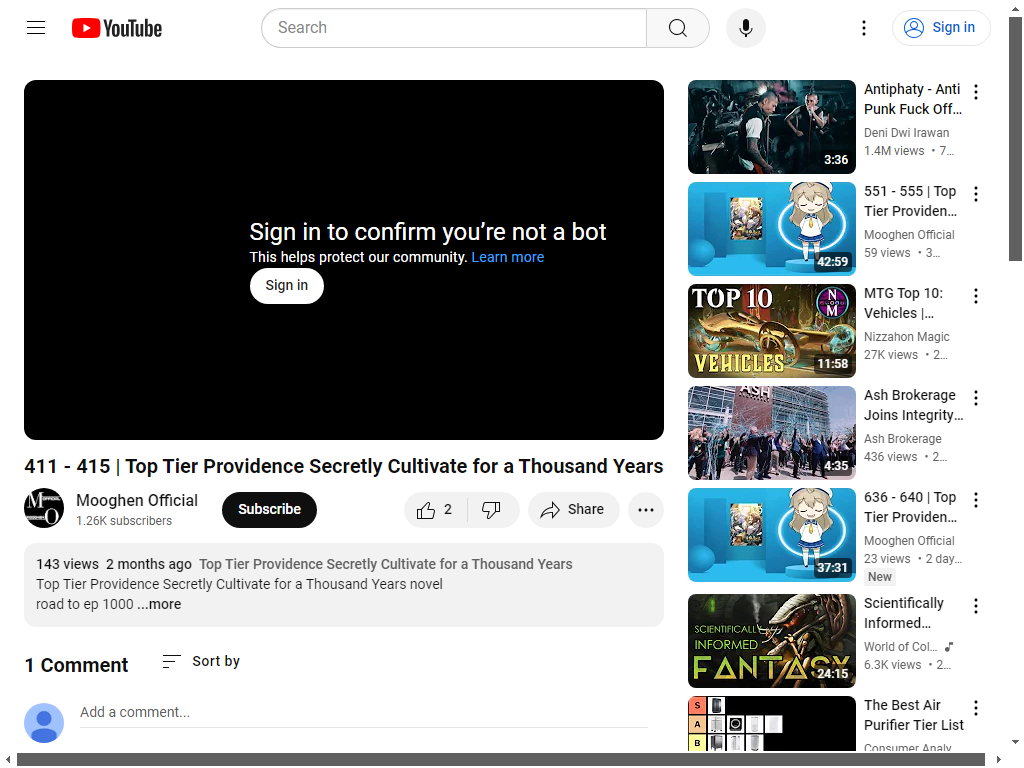 YouTube
Search
Sign in
Sign in to confirm you’re not a bot
This helps protect our community. Learn more
Sign in
411 - 415 | Top Tier Providence Secretly Cultivate for a Thousand Years
Mooghen Official
1.26K subscribers
Subscribe
2
Share
143 views 2 months ago Top Tier Providence Secretly Cultivate for a Thousand Years
Top Tier Providence Secretly Cultivate for a Thousand Years novel
road to ep 1000 ...more
1 Comment
Sort by
Add a comment...
3:36
Antiphaty - Anti
Punk Fuck Off…
Deni Dwi Irawan
1.4M views • 7…
42:59
551 - 555 | Top
Tier Providen…
Mooghen Official
59 views • 3…
TOP 10
NM
VEHICLES
11:58
MTG Top 10:
Vehicles |…
Nizzahon Magic
27K views • 2…
ASH
4:35
Ash Brokerage
Joins Integrity…
Ash Brokerage
436 views • 2…
37:31
636 - 640 | Top
Tier Providen…
Mooghen Official
23 views • 2 day…
New
SCIENTIFICALLY
INFORMED
FANTASY
24:15
Scientifically
Informed…
World of Col…
6.3K views • 2…
S
A
B
The Best Air
Purifier Tier List
Consumer Analy